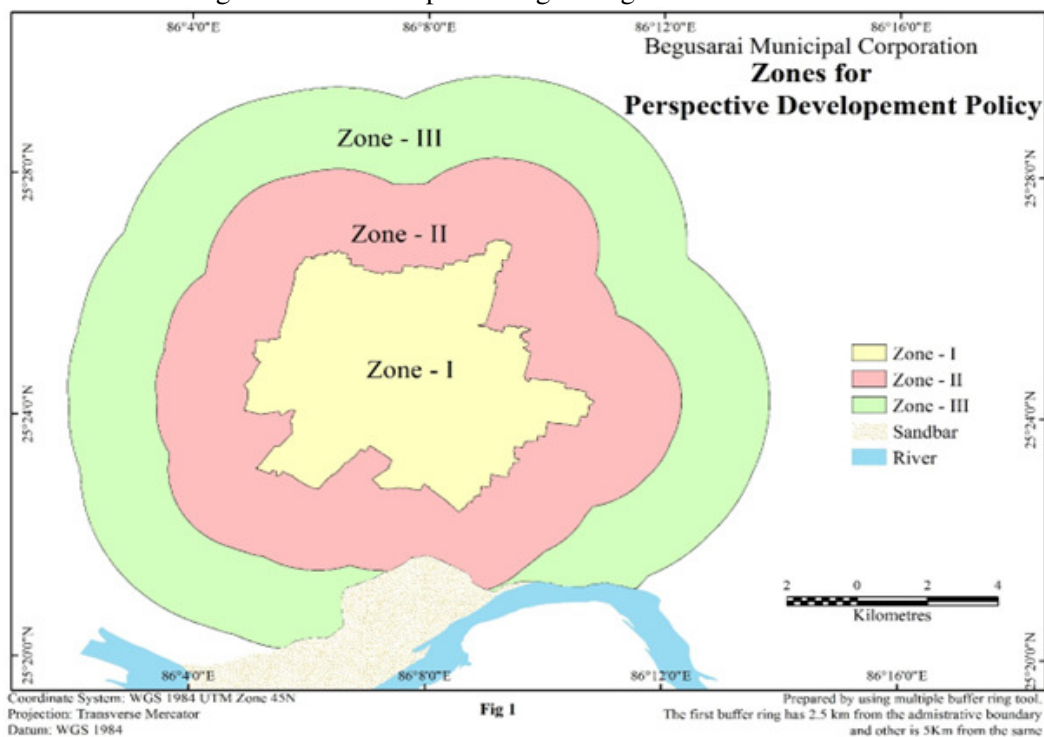 86°4'0"E
86°8'0"E
86°12'0"E
86°16'0"E
Begusarai Municipal Corporation
Zones for
Perspective Developement Policy
Zone - III
25°28'0"N
25°28'0"N
Zone - II
Zone - I
Zone - I
Zone - II
Zone - III
Sandbar
River
25°24'0"N
25°24'0"N
2 0 2 4
Kilometres
25°20'0"N
25°20'0"N
86°4'0"E
86°8'0"E
86°12'0"E
86°16'0"E
Coordinate System: WGS 1984 UTM Zone 45N
Projection: Transverse Mercator
Datum: WGS 1984
Fig 1
Prepared by using multiple buffer ring tool.
The first buffer ring has 2.5 km from the admistrative boundary
and other is 5Km from the same